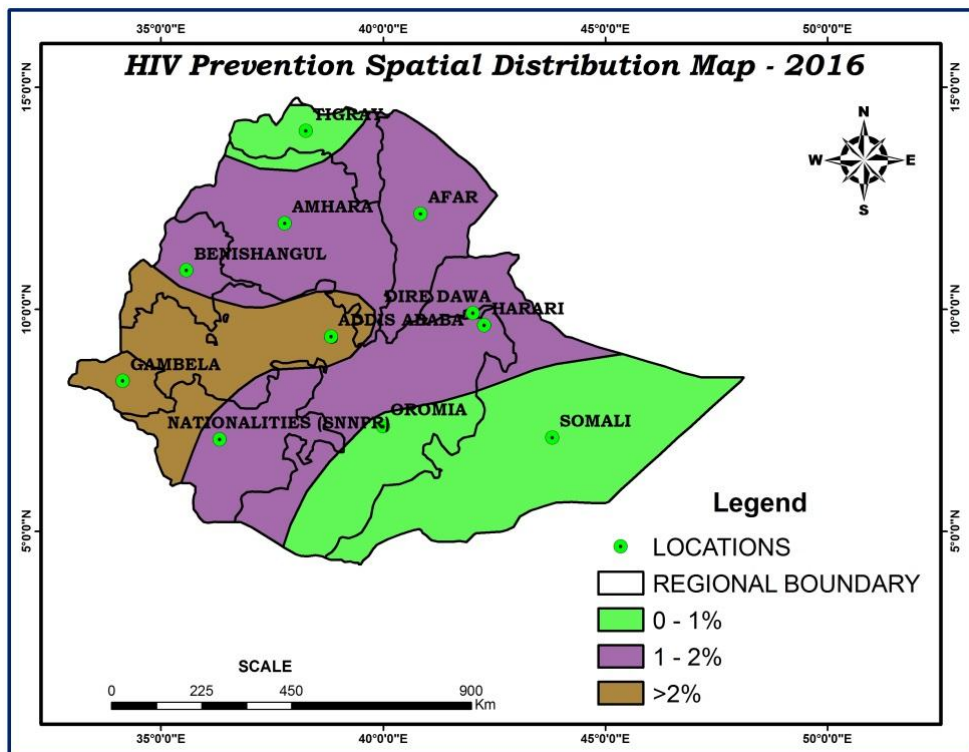 35°0'0"E 40°0'0"E 45°0'0"E 50°0'0"E
HIV Prevention Spatial Distribution Map - 2016
15°0'0"N 15°0'0"N
N
W E
S
TIGRAY
AFAR
AMHARA
BENISHANGUL
DIRE DAWA
HARARI
10°0'0"N 10°0'0"N
ADDIS ABABA
GAMBELA
OROMIA
NATIONALITIES (SNNPR)
SOMALI
Legend
5°0'0"N 5°0'0"N
LOCATIONS
REGIONAL BOUNDARY
0 - 1%
1 - 2%
>2%
SCALE
0 225 450 900
Km
35°0'0"E 40°0'0"E 45°0'0"E 50°0'0"E